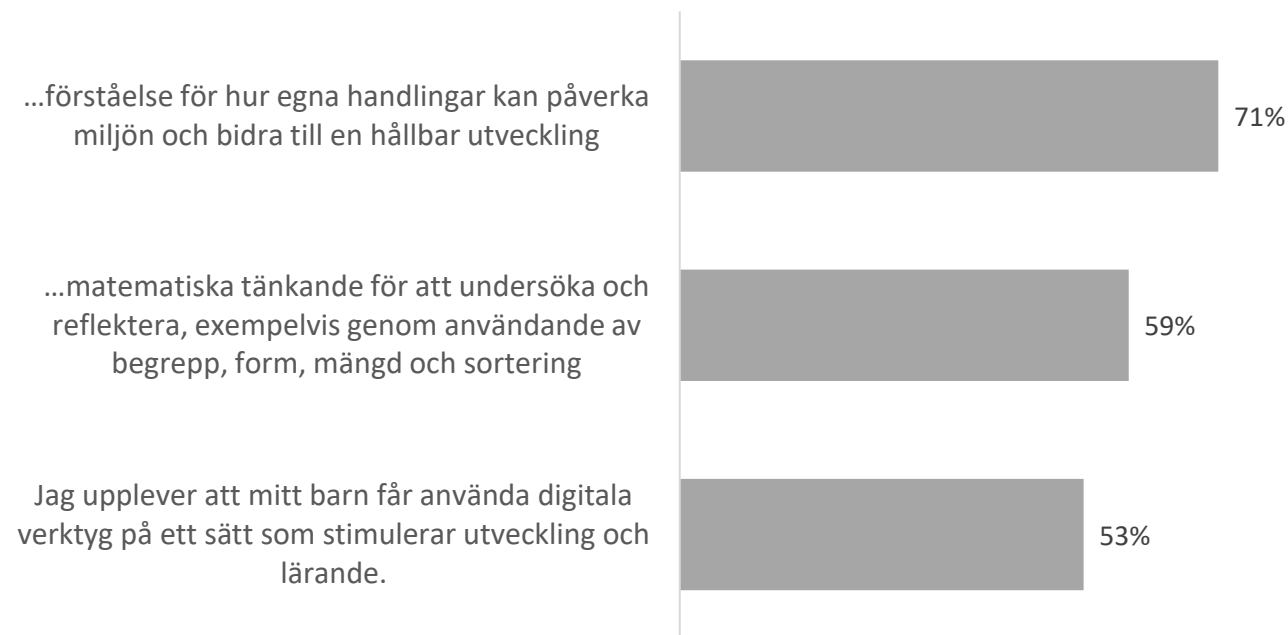 ...förståelse för hur egna handlingar kan påverka
miljön och bidra till en hållbar utveckling
71%
...matematiska tänkande för att undersöka och
reflektera, exempelvis genom användande av
begrepp, form, mängd och sortering
59%
Jag upplever att mitt barn får använda digitala
verktyg på ett sätt som stimulerar utveckling och
lärande.
53%